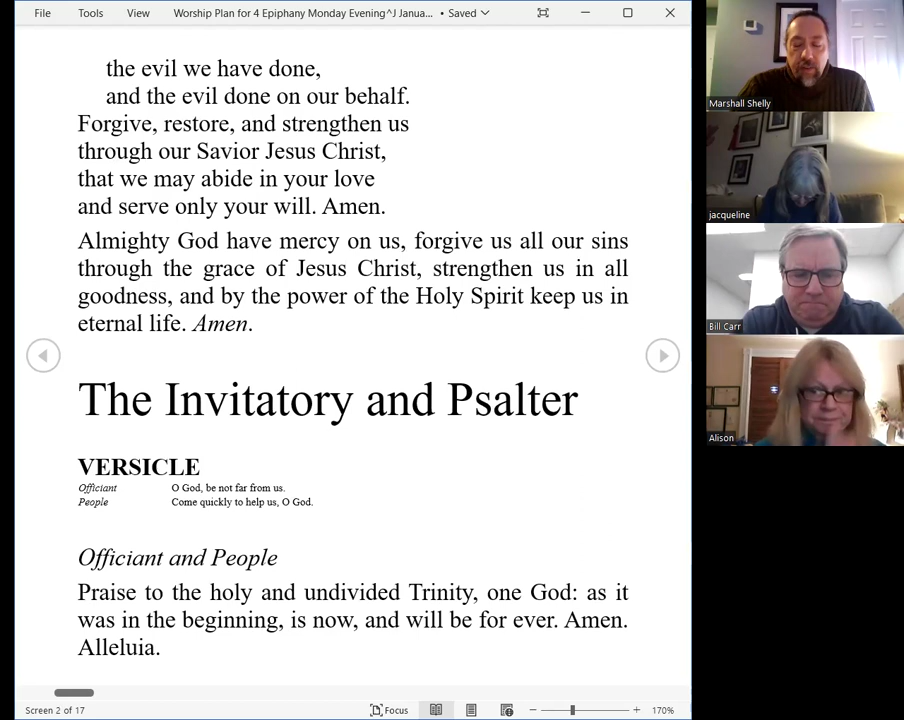 File Tools View Worship Plan for 4 Epiphany Monday Evening^J Janua... • Saved
the evil we have done,
and the evil done on our behalf.
Forgive, restore, and strengthen us
through our Savior Jesus Christ,
that we may abide in your love
and serve only your will. Amen.
Almighty God have mercy on us, forgive us all our sins
through the grace of Jesus Christ, strengthen us in all
goodness, and by the power of the Holy Spirit keep us in
eternal life. Amen.
The Invitatory and Psalter
VERSICLE
Officiant O God, be not far from us.
People Come quickly to help us, O God.
Officiant and People
Praise to the holy and undivided Trinity, one God: as it
was in the beginning, is now, and will be for ever. Amen.
Alleluia.
Screen 2 of 17 Focus 170%
Marshall Shelly
jacqueline
Bill Carr
Alison